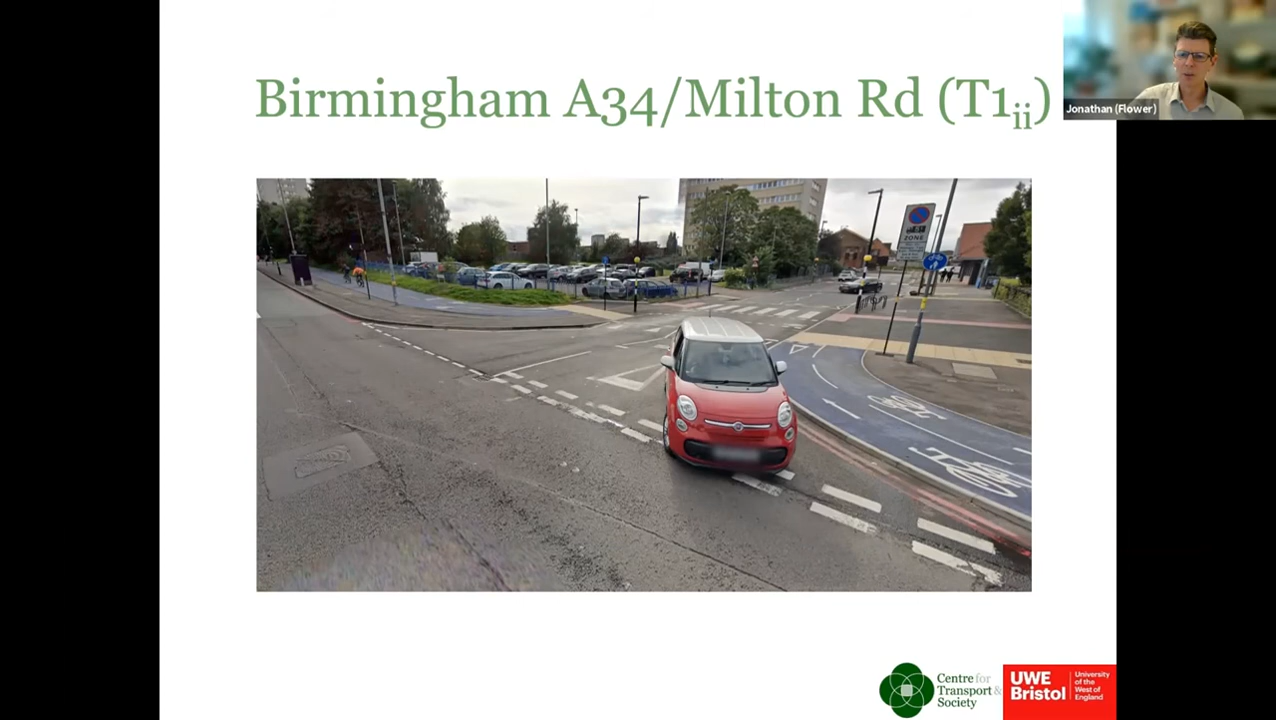 Birmingham A34/Milton Rd (T1ii)
Jonathan (Flower)
ZONE
Centre for
Transport &
Society
UWE
Bristol
University
of the
West of
England